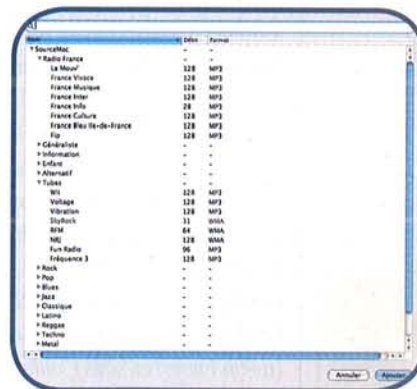 Nom Débit Format
SourceMac - -
Radio France - -
Le Mouv' 128 MP3
France Vivace 128 MP3
France Musique 128 MP3
France Inter 128 MP3
France Info 28 MP3
France Culture 128 MP3
France Bleu Ile-de-France 128 MP3
Fip 128 MP3
Généraliste - -
Information - -
Enfant - -
Alternatif - -
Tubes - -
Wit 128 MP3
Voltage 128 MP3
Vibration 128 MP3
SkyRock 31 WMA
RFM 64 WMA
NRJ 128 WMA
Fun Radio 96 MP3
Fréquence 3 128 MP3
Rock - -
Pop - -
Blues - -
Jazz - -
Classique - -
Latino - -
Reggae - -
Techno - -
Metal - -
Annuler Ajouter